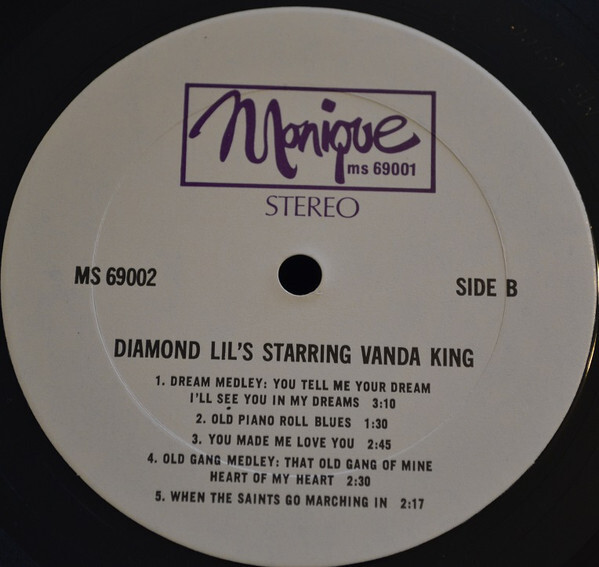 Monique
ms 69001
STEREO
MS 69002
SIDE B
DIAMOND LIL'S STARRING VANDA KING
1. DREAM MEDLEY: YOU TELL ME YOUR DREAM
I'LL SEE YOU IN MY DREAMS 3:10
2. OLD PIANO ROLL BLUES 1:30
3. YOU MADE ME LOVE YOU 2:45
4. OLD GANG MEDLEY: THAT OLD GANG OF MINE
HEART OF MY HEART 2:30
5. WHEN THE SAINTS GO MARCHING IN 2:17